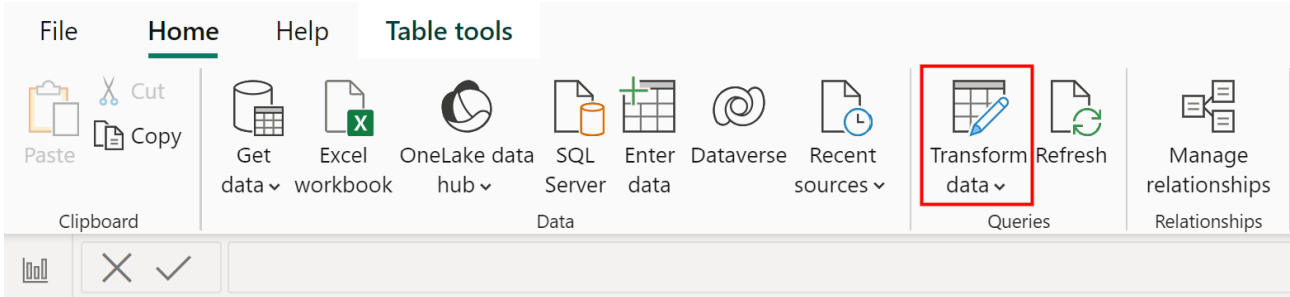 File Home Help Table tools
Cut
Copy
Paste
Get data
Excel workbook
OneLake data hub
SQL Server
Enter data
Dataverse
Recent sources
Transform data
Refresh
Manage relationships
Clipboard Data Queries Relationships